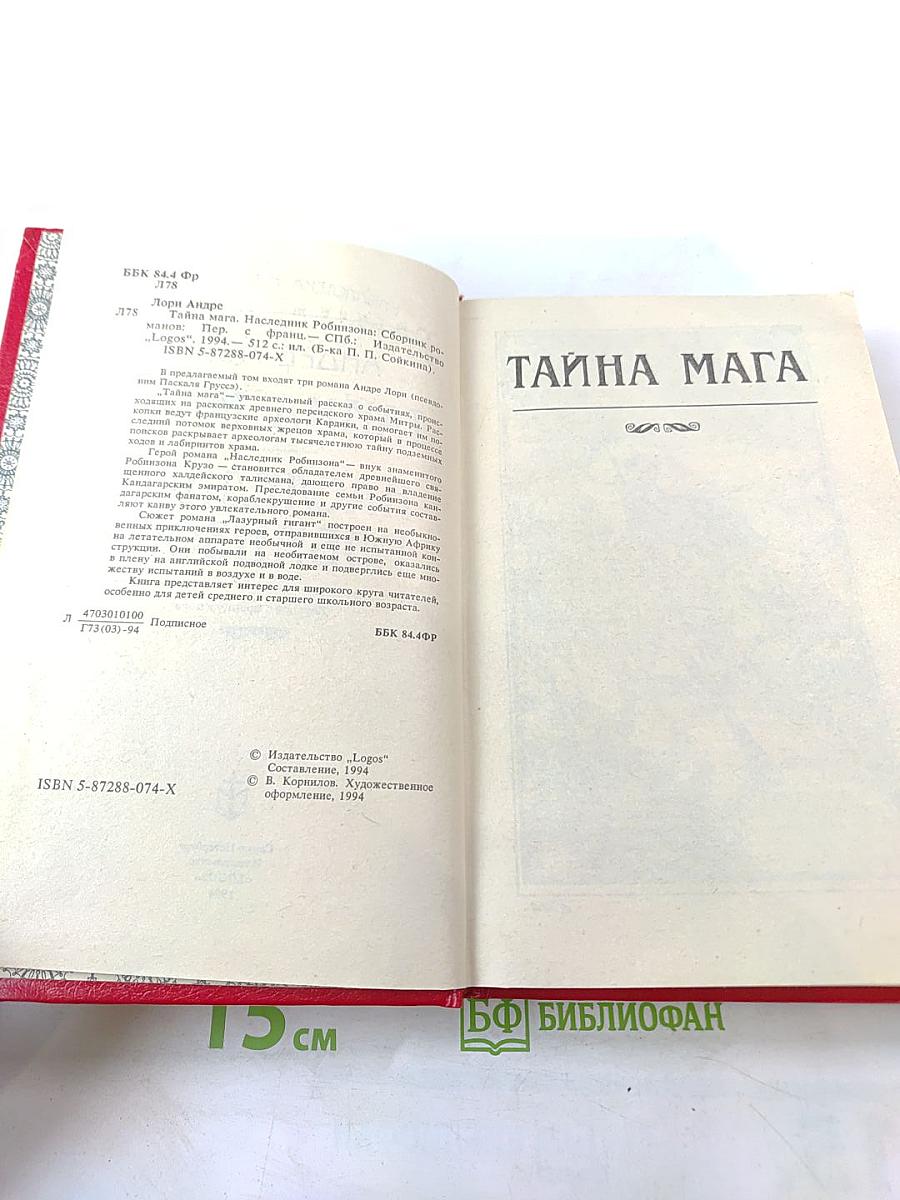 ББК 84.4 Фр
Л78
Лори Андре
Л78 Тайна мага. Наследник Робинзона: Сборник ро-
манов: Пер. с франц.— СПб.: Издательство
„Logos“, 1994.— 512 с.: ил. (Б-ка П. П. Сойкина).
ISBN 5-87288-074-X
В предлагаемый том входят три романа Андре Лори (псевдо-
ним Паскаля Груссэ).
„Тайна мага“— увлекательный рассказ о событиях, проис-
ходящих на раскопках древнего персидского храма Митры. Рас-
копки ведут французские археологи Кардики, а помогает им по-
следний потомок верховных жрецов храма, который в процессе
поисков раскрывает археологам тысячелетнюю тайну подземных
ходов и лабиринтов храма.
Герой романа „Наследник Робинзона“— внук знаменитого
Робинзона Крузо — становится обладателем древнейшего свя-
щенного халдейского талисмана, дающего право на владение
Кандагарским эмиратом. Преследование семьи Робинзона кан-
дагарским фанатом, кораблекрушение и другие события состав-
ляют канву этого увлекательного романа.
Сюжет романа „Лазурный гигант“ построен на необыкно-
венных приключениях героев, отправившихся в Южную Африку
на летательном аппарате необычной и еще не испытанной кон-
струкции. Они побывали на необитаемом острове, оказались
в плену на английской подводной лодке и подверглись еще мно-
жеству испытаний в воздухе и в воде.
Книга представляет интерес для широкого круга читателей,
особенно для детей среднего и старшего школьного возраста.
Л 4703010100 Подписное
Г73(03)-94
ББК 84.4ФР
© Издательство „Logos“
Составление, 1994
ISBN 5-87288-074-X
© В. Корнилов. Художественное
оформление, 1994
ТАЙНА МАГА
15 см
БФ БИБЛИОФАН